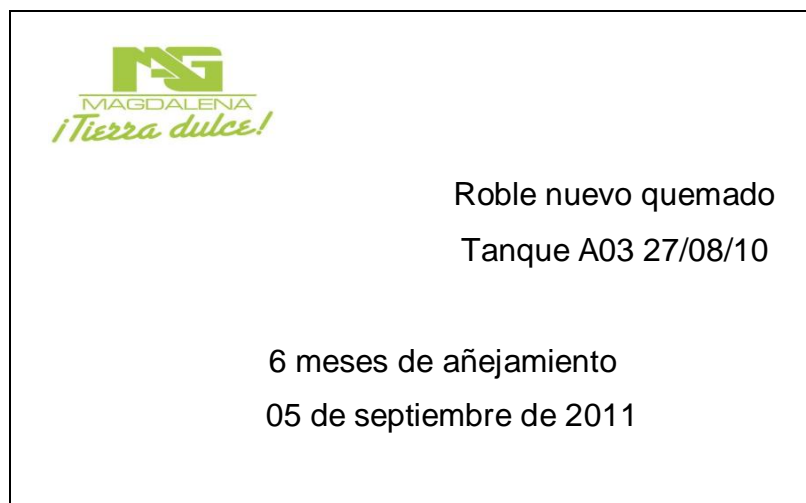 MAG
MAGDALENA
¡Tierra dulce!
Roble nuevo quemado
Tanque A03 27/08/10
6 meses de añejamiento
05 de septiembre de 2011